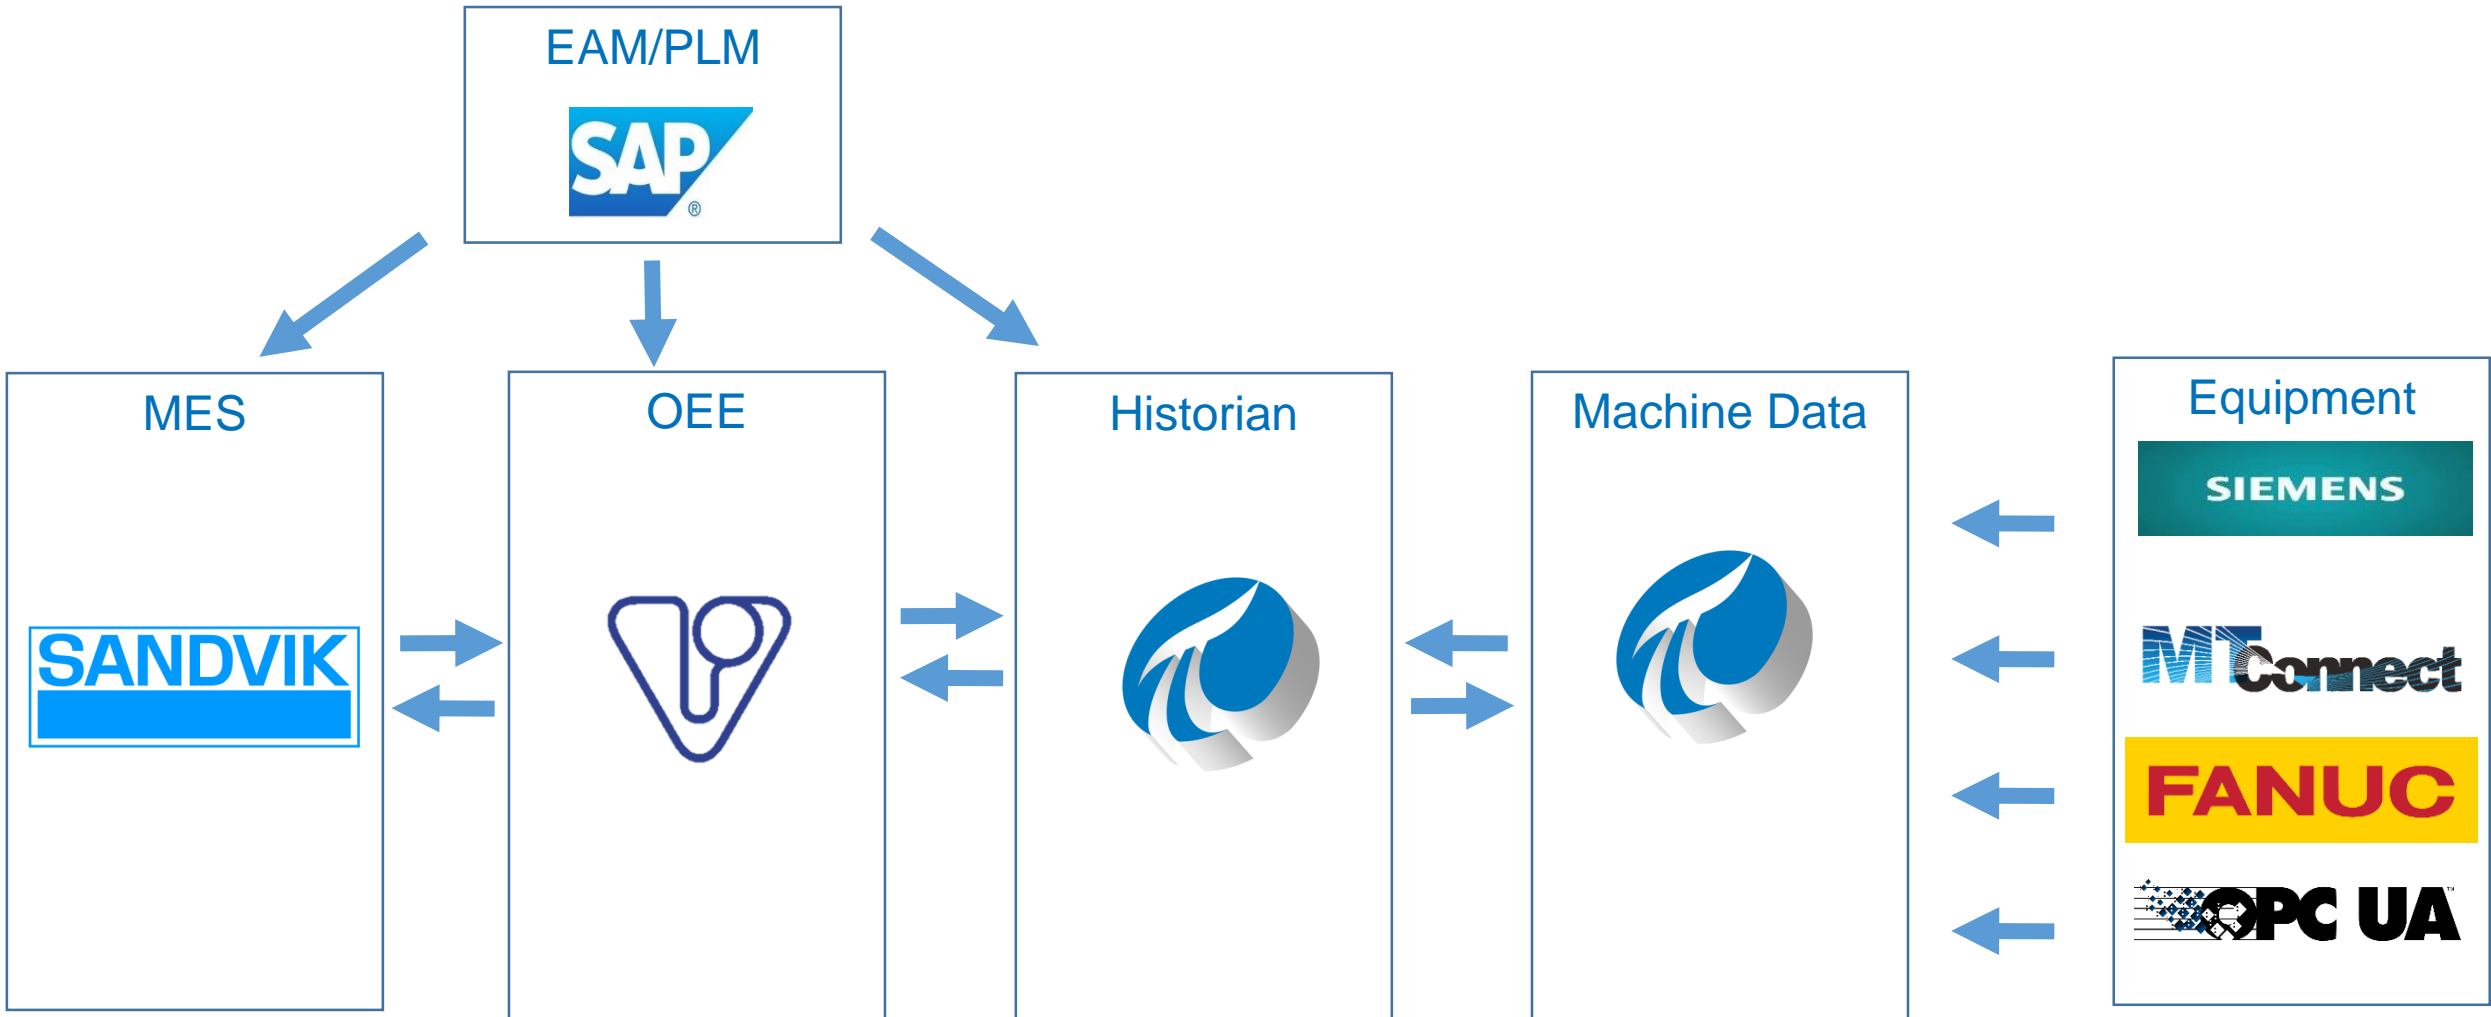 EAM/PLM
SAP
®
MES
OEE
Historian
Machine Data
Equipment
SIEMENS
SANDVIK
MTConnect
FANUC
OPC UA